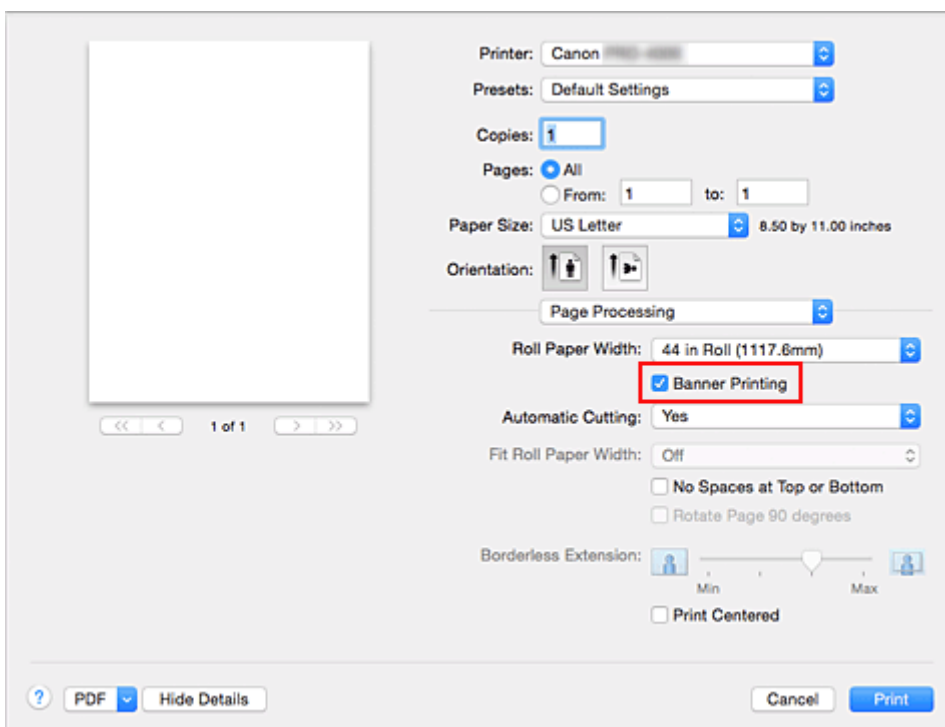 Printer: Canon
Presets: Default Settings
Copies: 1
Pages: All
From: 1 to: 1
Paper Size: US Letter 8.50 by 11.00 inches
Orientation:
Page Processing
Roll Paper Width: 44 in Roll (1117.6mm)
Banner Printing
<< < 1 of 1 > >>
Automatic Cutting: Yes
Fit Roll Paper Width: Off
No Spaces at Top or Bottom
Rotate Page 90 degrees
Borderless Extension:
Min Max
Print Centered
? PDF Hide Details Cancel Print